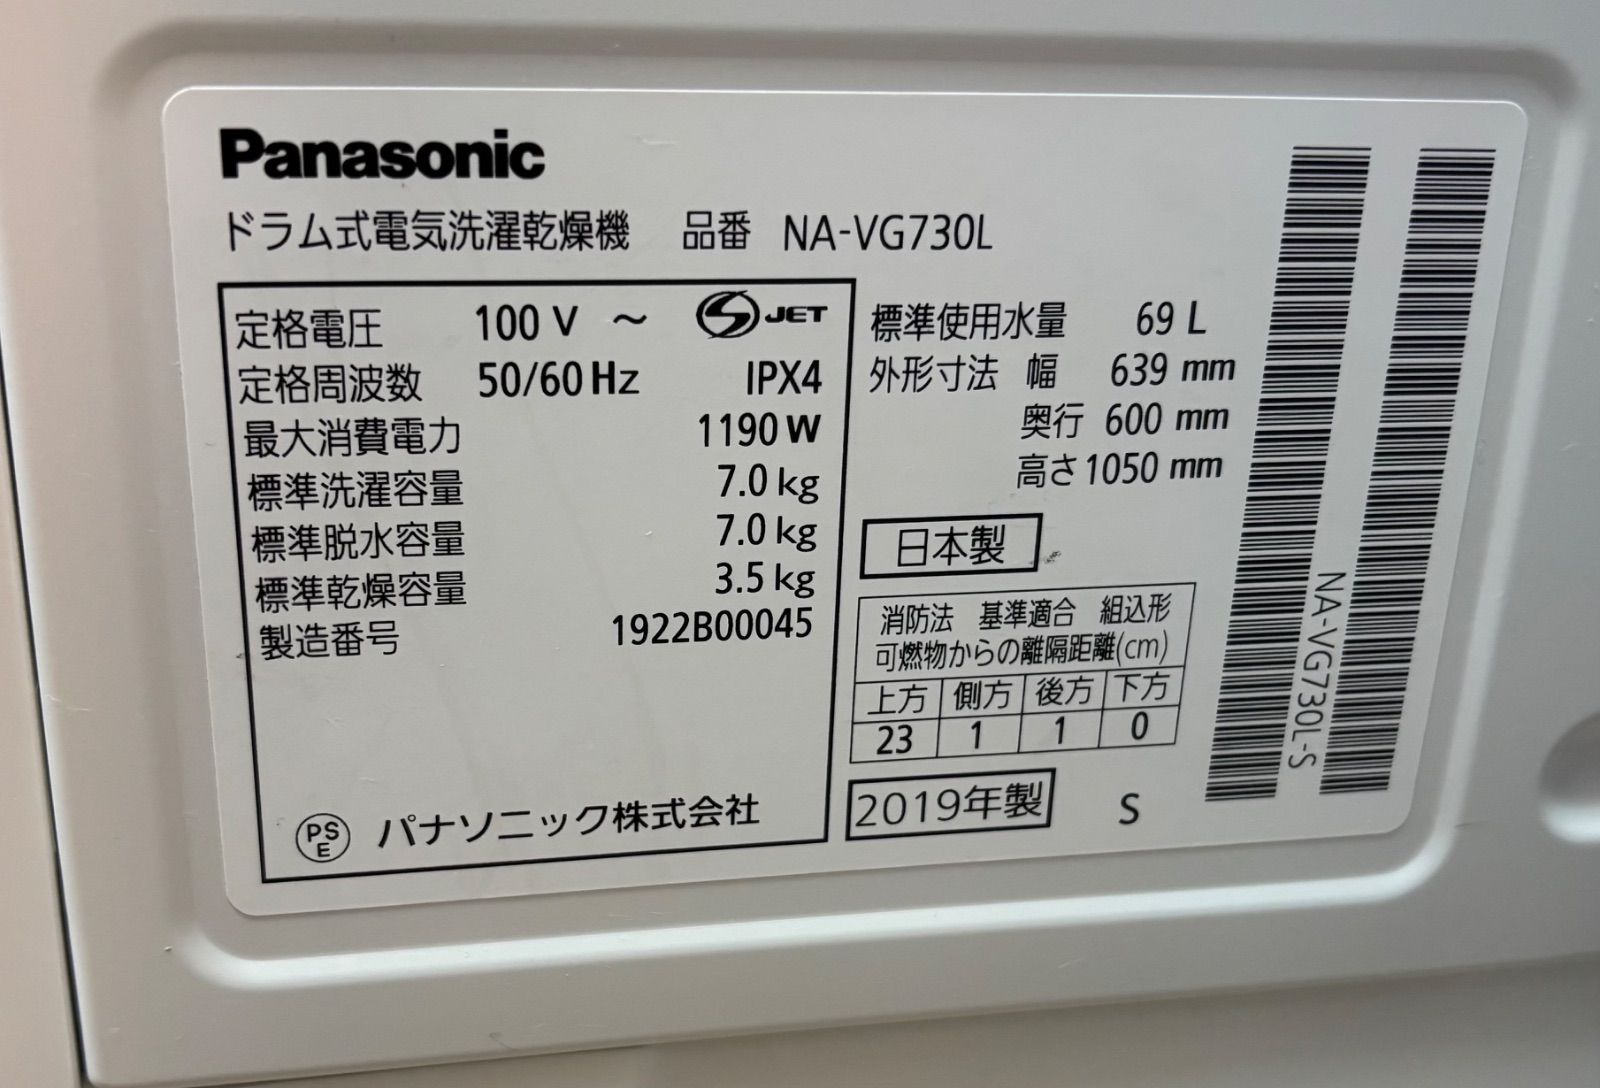 Panasonic
ドラム式電気洗濯乾燥機 品番 NA-VG730L
定格電圧 100 V ～ S JET
定格周波数 50/60 Hz IPX4
最大消費電力 1190 W
標準洗濯容量 7.0 kg
標準脱水容量 7.0 kg
標準乾燥容量 3.5 kg
製造番号 1922B00045
PS E パナソニック株式会社
標準使用水量 69 L
外形寸法 幅 639 mm
奥行 600 mm
高さ 1050 mm
日本製
消防法 基準適合 組込形
可燃物からの離隔距離(cm)
上方 側方 後方 下方
23 1 1 0
2019年製 S
NA-VG730L-S